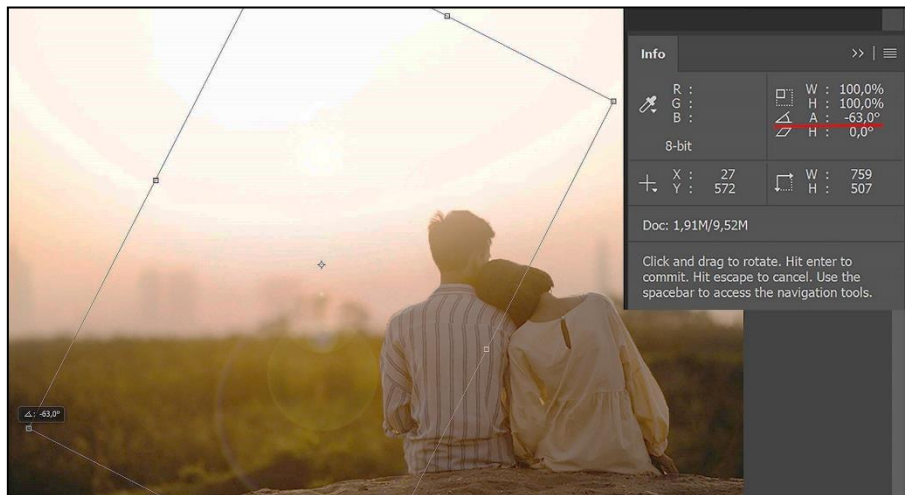 Info
R :
G :
B :
8-bit
W : 100,0%
H : 100,0%
A : -63,0°
H : 0,0°
X : 27
Y : 572
W : 759
H : 507
Doc: 1,91M/9,52M
Click and drag to rotate. Hit enter to
commit. Hit escape to cancel. Use the
spacebar to access the navigation tools.
: -63,0°